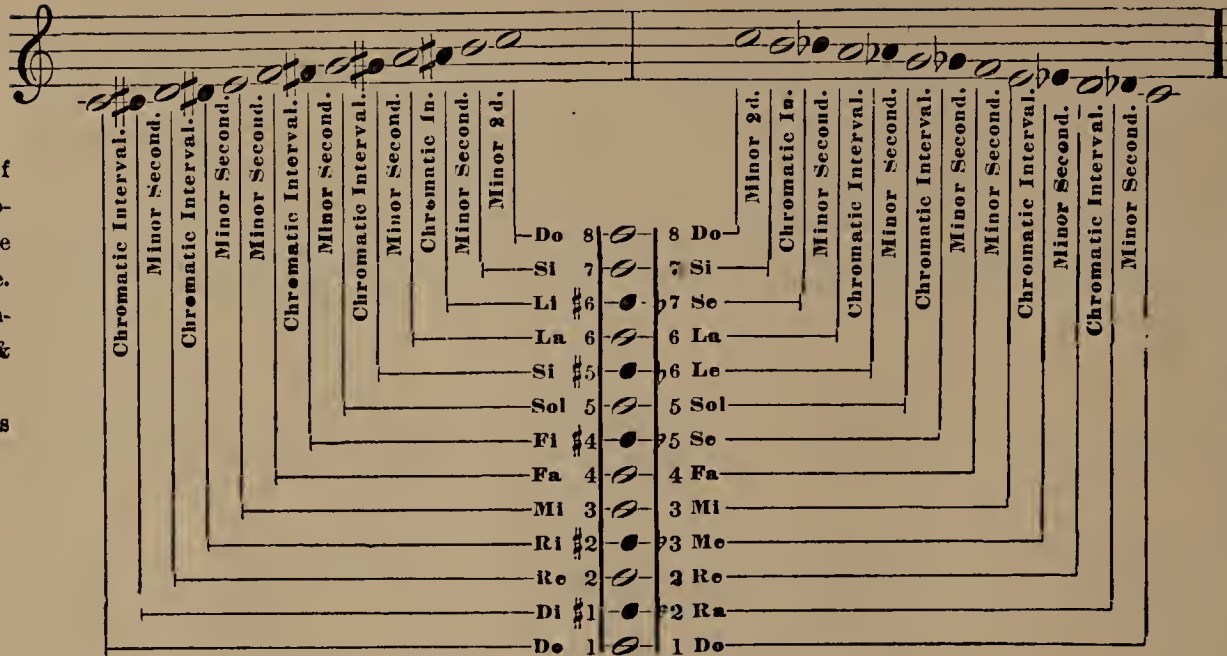 f
-
e
e.
-
&
s
Chromatic Interval.
Minor Second.
Chromatic Interval.
Minor Second.
Minor Second.
Chromatic Interval.
Minor Second.
Chromatic Interval.
Minor Second.
Chromatic In.
Minor Second.
Minor 2d.
Minor 2d.
Chromatic In.
Minor Second.
Chromatic Interval.
Minor Second.
Chromatic Interval.
Minor Second.
Minor Second.
Chromatic Interval.
Minor Second.
Chromatic Interval.
Minor Second.
Do 8 8 Do
Si 7 7 Si
Li ♯6 ♭7 Se
La 6 6 La
Si ♯5 ♭6 Le
Sol 5 5 Sol
Fi ♯4 ♭5 Se
Fa 4 4 Fa
Mi 3 3 Mi
Ri ♯2 ♭3 Me
Re 2 2 Re
Di ♯1 2 Ra
Do 1 1 Do